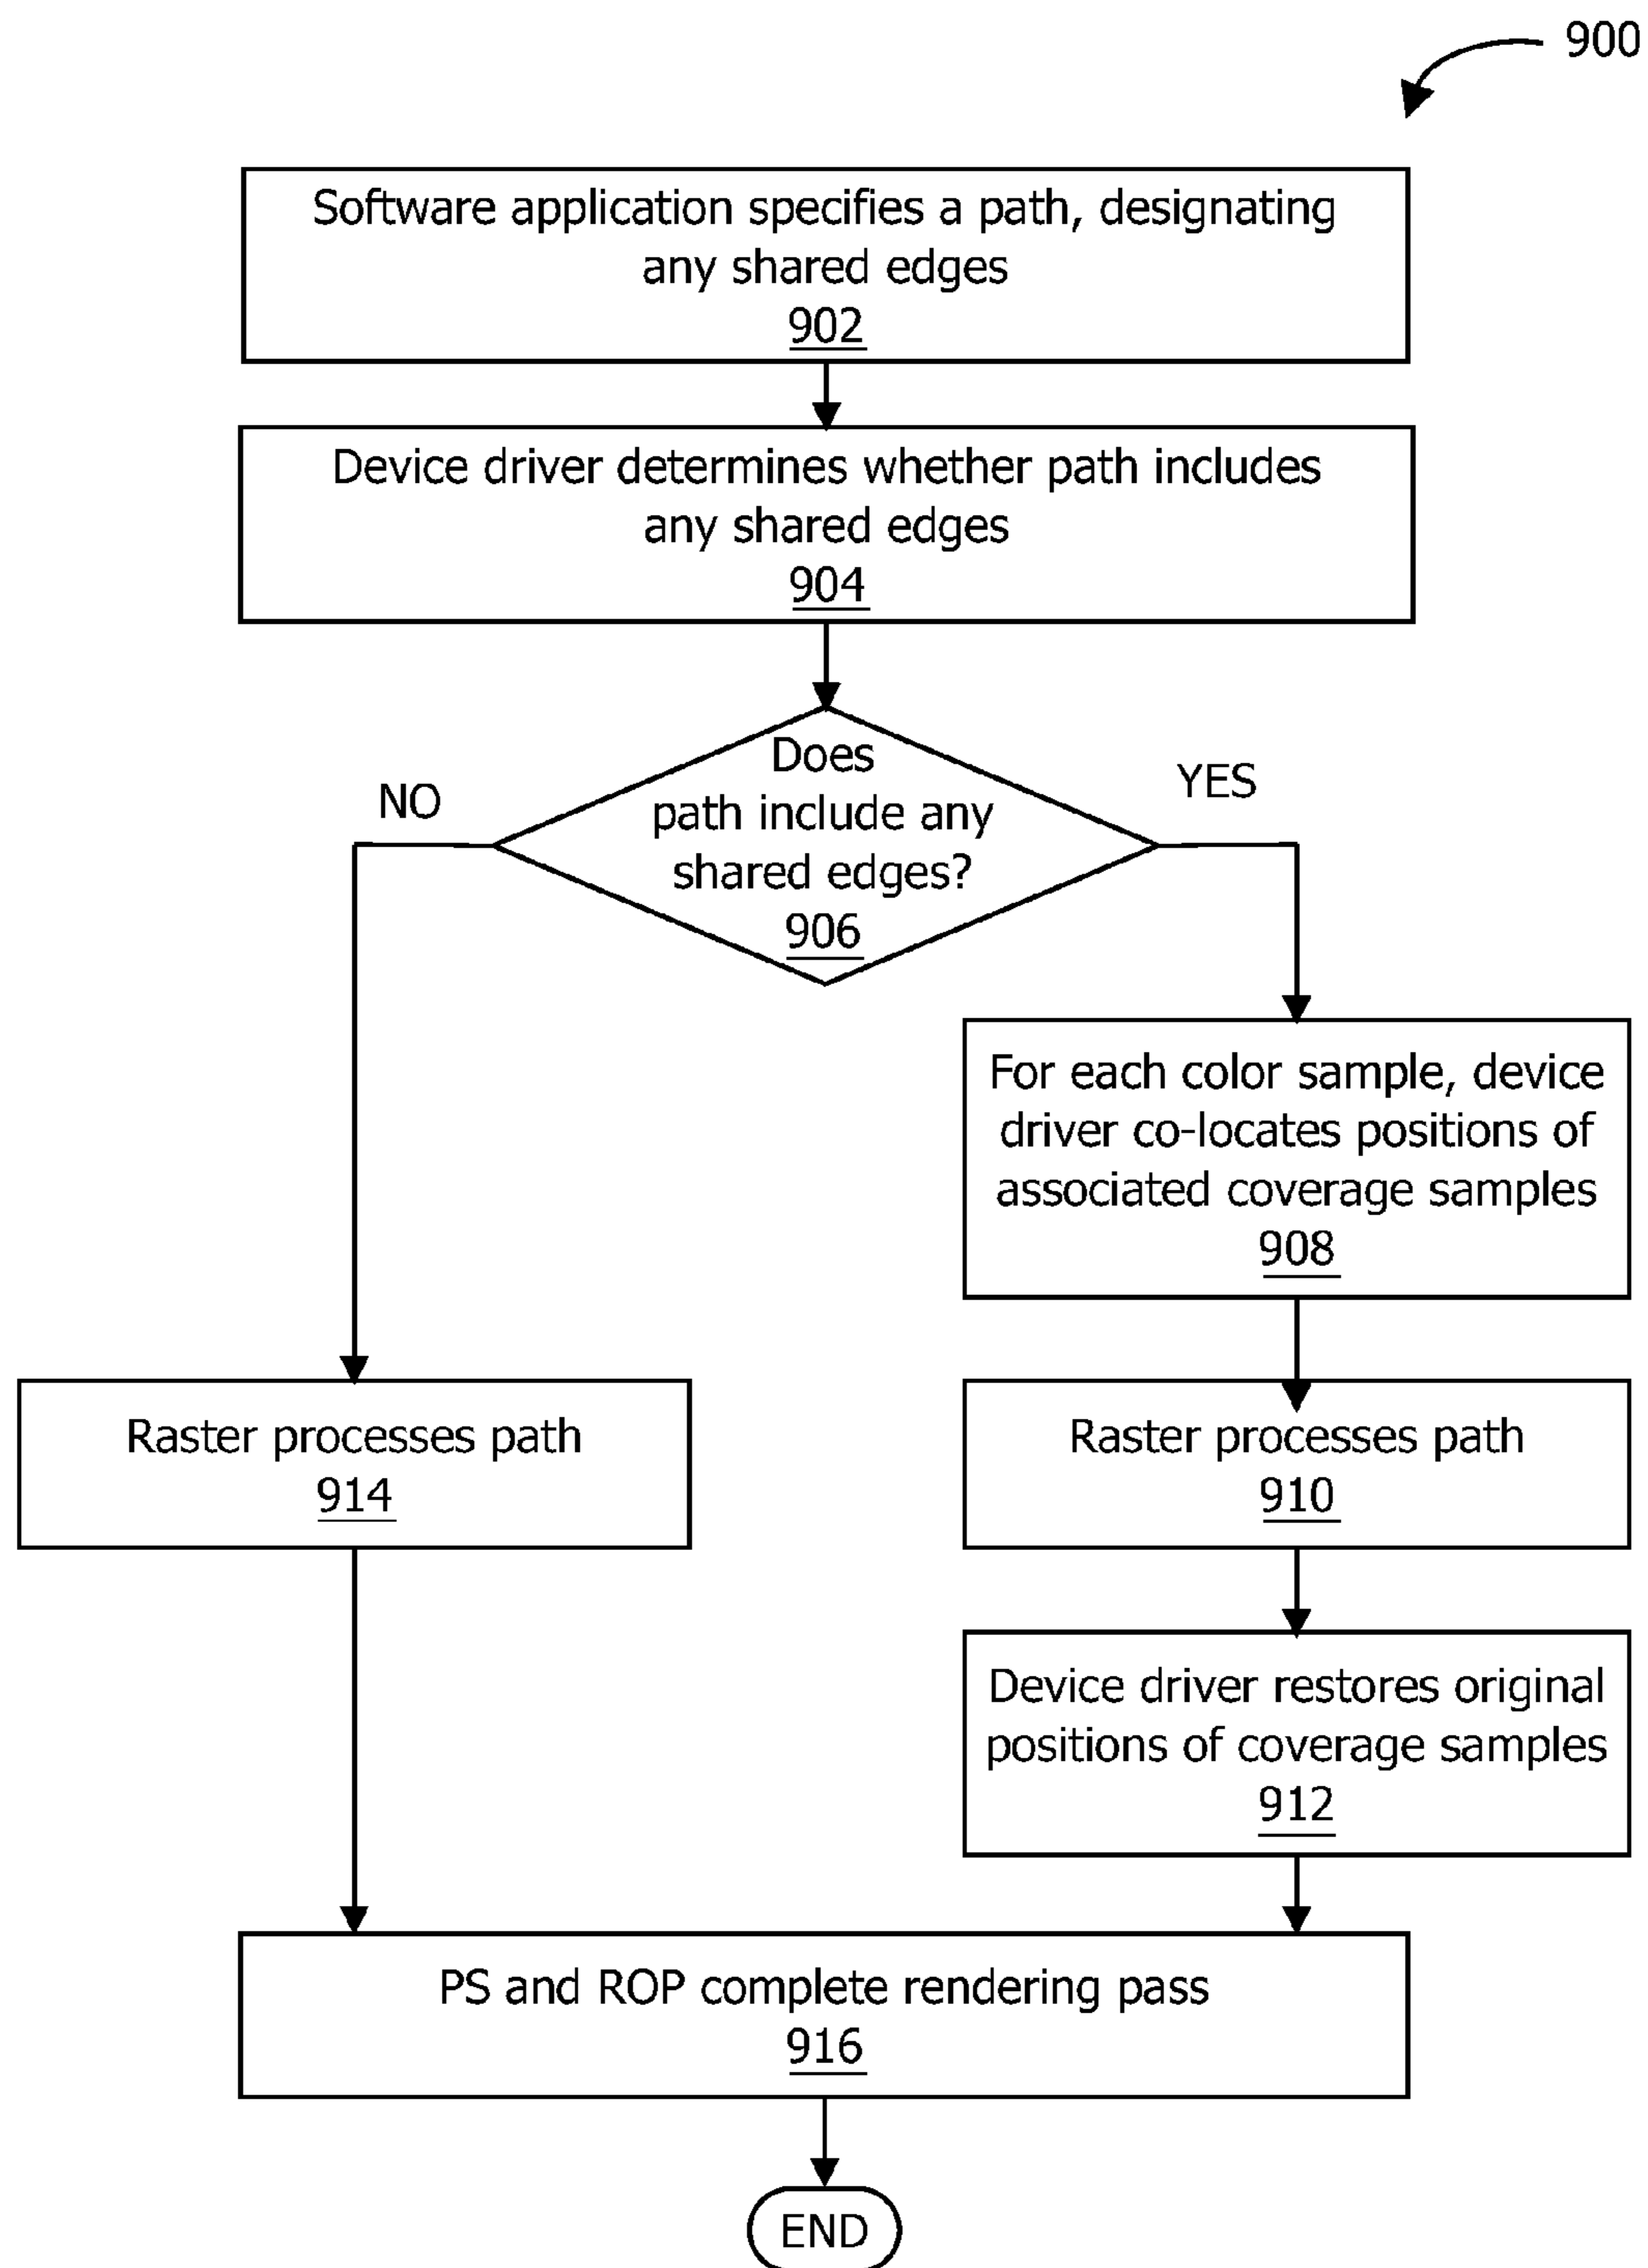 900
Software application specifies a path, designating
any shared edges
902
Device driver determines whether path includes
any shared edges
904
Does
path include any
shared edges?
906
NO
YES
For each color sample, device
driver co-locates positions of
associated coverage samples
908
Raster processes path
914
Raster processes path
910
Device driver restores original
positions of coverage samples
912
PS and ROP complete rendering pass
916
END